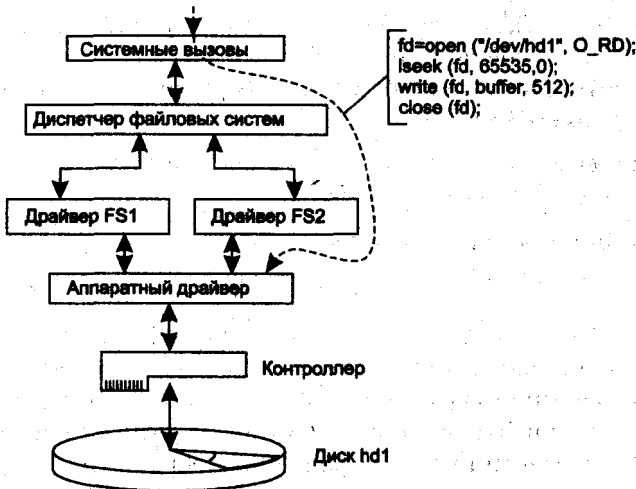 Системные вызовы
fd=open ("/dev/hd1", O_RD);
lseek (fd, 65535,0);
write (fd, buffer, 512);
close (fd);
Диспетчер файловых систем
Драйвер FS1
Драйвер FS2
Аппаратный драйвер
Контроллер
Диск hd1